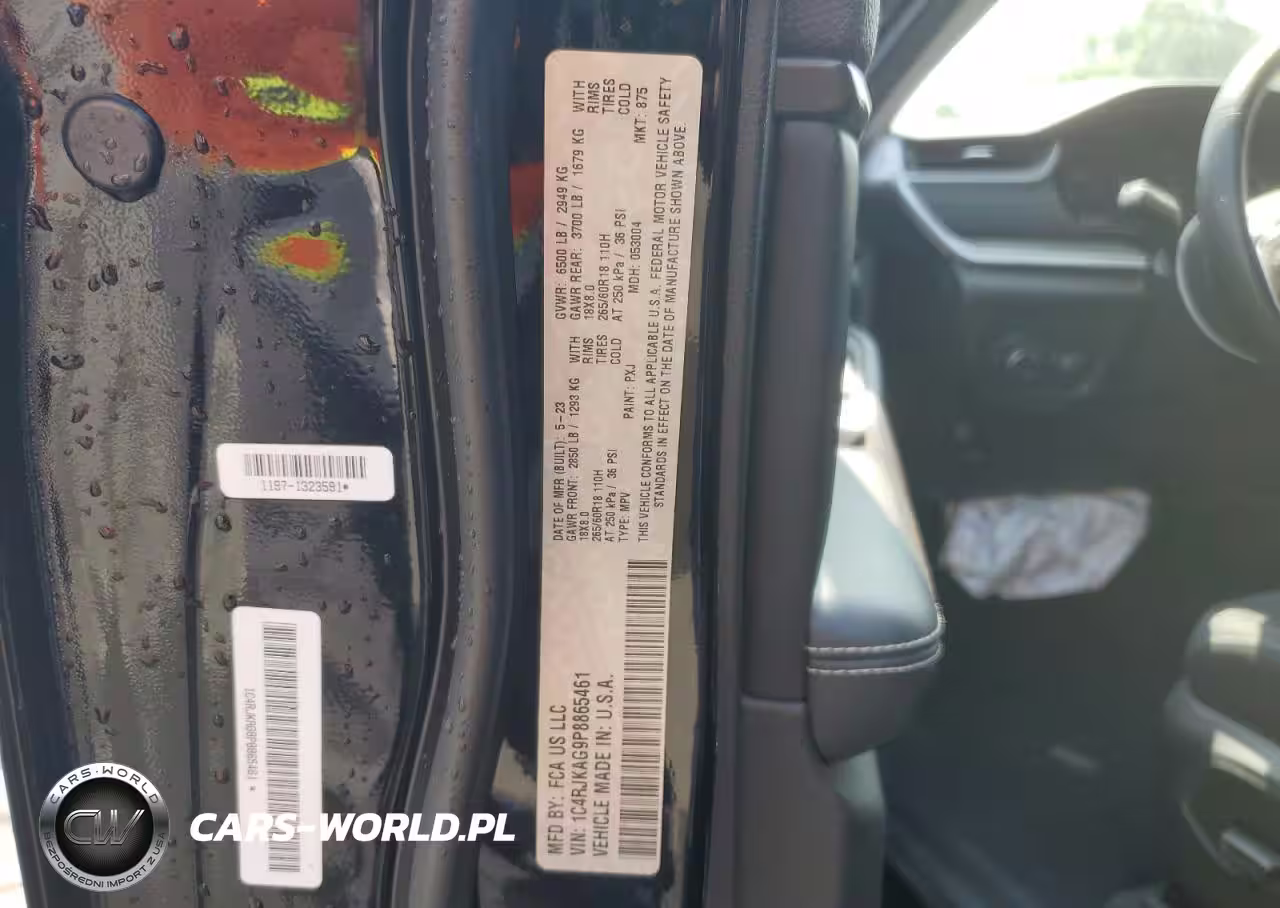 MFD BY: FCA US LLC
DATE OF MFR (BUILT): 5-23
GVWR: 6500 LB / 2949 KG
GAWR FRONT: 2850 LB / 1293 KG WITH
18X8.0 RIMS
265/60R18 110H TIRES
AT 250 kPa / 36 PSI COLD
GAWR REAR: 3700 LB / 1679 KG WITH
18X8.0 RIMS
265/60R18 110H TIRES
AT 250 kPa / 36 PSI COLD
VIN: 1C4RJKAG9P8865461
TYPE: MPV
PAINT: PXJ
MDH: 053004
MKT: 875
VEHICLE MADE IN: U.S.A.
THIS VEHICLE CONFORMS TO ALL APPLICABLE U.S.A. FEDERAL MOTOR VEHICLE SAFETY
STANDARDS IN EFFECT ON THE DATE OF MANUFACTURE SHOWN ABOVE.
1197-1323591*
CARS-WORLD
CW
BEZPOŚREDNI IMPORT Z USA
CARS-WORLD.PL